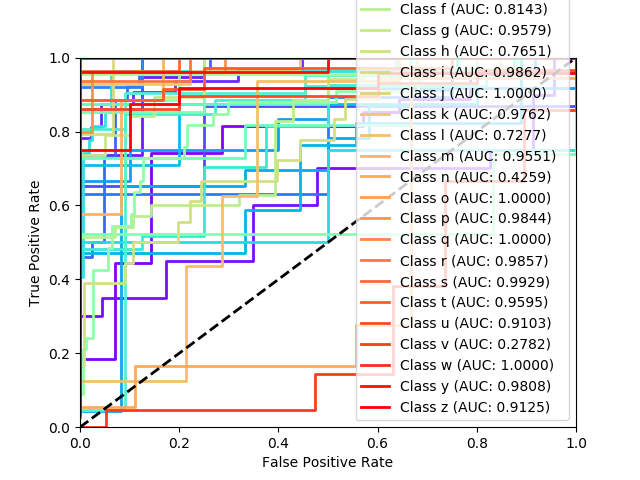 Class f (AUC: 0.8143)
Class g (AUC: 0.9579)
Class h (AUC: 0.7651)
Class i (AUC: 0.9862)
Class j (AUC: 1.0000)
Class k (AUC: 0.9762)
Class l (AUC: 0.7277)
Class m (AUC: 0.9551)
Class n (AUC: 0.4259)
Class o (AUC: 1.0000)
Class p (AUC: 0.9844)
Class q (AUC: 1.0000)
Class r (AUC: 0.9857)
Class s (AUC: 0.9929)
Class t (AUC: 0.9595)
Class u (AUC: 0.9103)
Class v (AUC: 0.2782)
Class w (AUC: 1.0000)
Class y (AUC: 0.9808)
Class z (AUC: 0.9125)
1.0
0.8
0.6
0.4
0.2
0.0
True Positive Rate
0.0 0.2 0.4 0.6 0.8 1.0
False Positive Rate